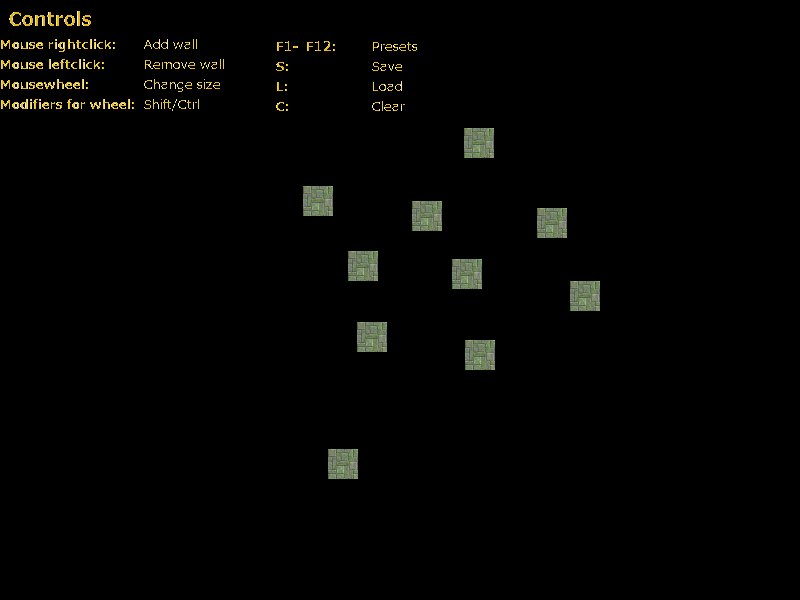 Controls
Mouse rightclick: Add wall F1- F12: Presets
Mouse leftclick: Remove wall S: Save
Mousewheel: Change size L: Load
Modifiers for wheel: Shift/Ctrl C: Clear